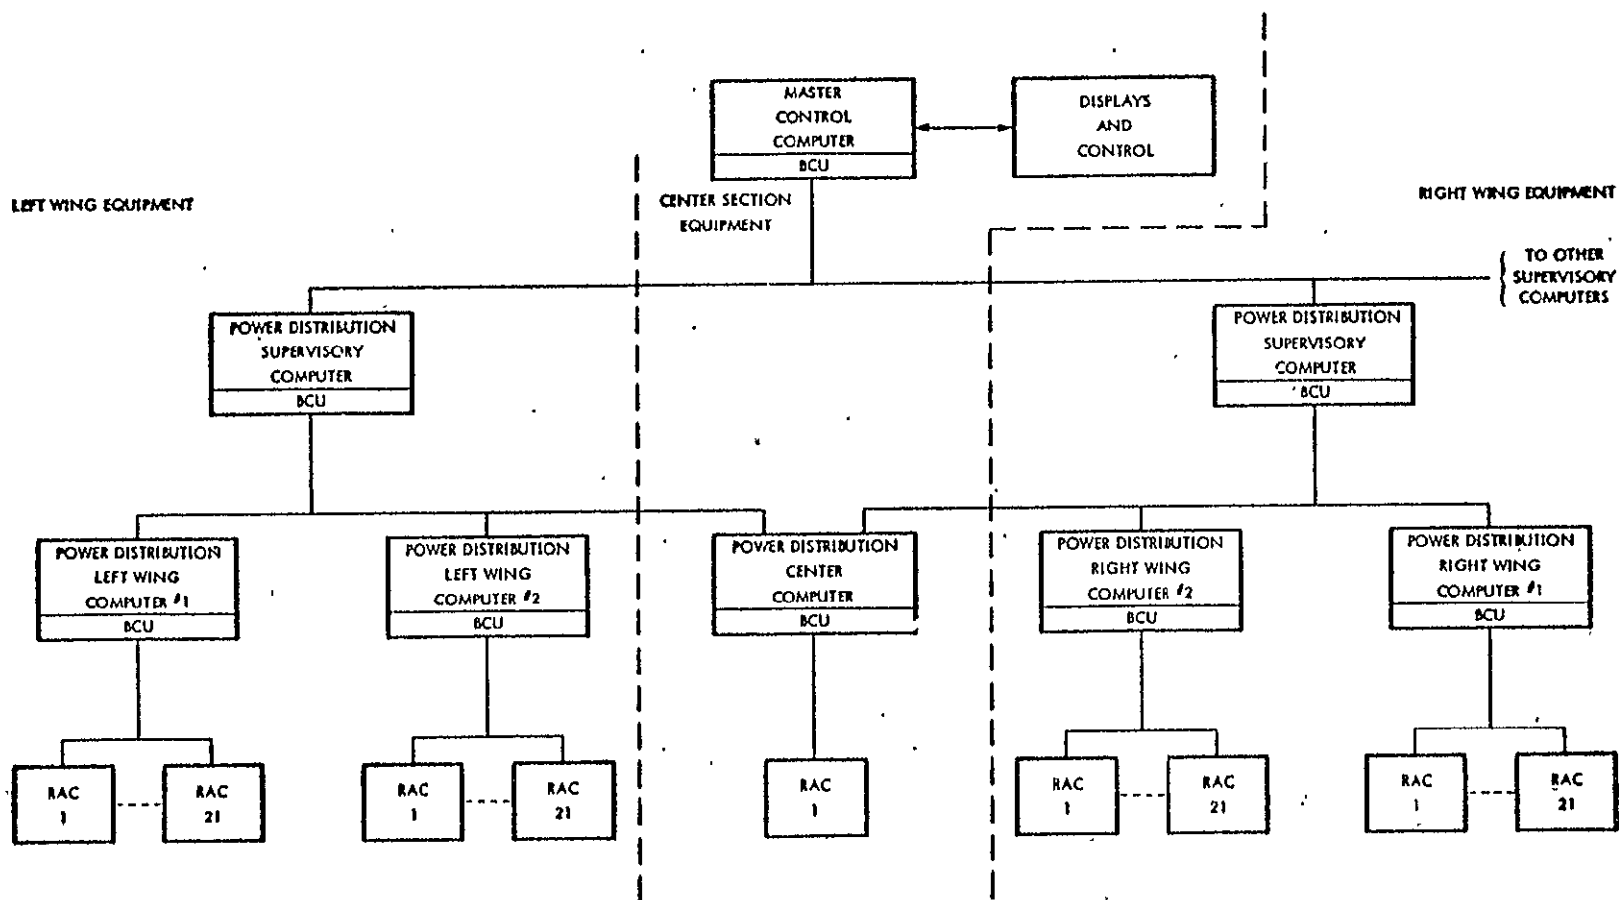 MASTER
CONTROL
COMPUTER
BCU
DISPLAYS
AND
CONTROL
LEFT WING EQUIPMENT
CENTER SECTION
EQUIPMENT
RIGHT WING EQUIPMENT
TO OTHER
SUPERVISORY
COMPUTERS
POWER DISTRIBUTION
SUPERVISORY
COMPUTER
BCU
POWER DISTRIBUTION
SUPERVISORY
COMPUTER
BCU
POWER DISTRIBUTION
LEFT WING
COMPUTER #1
BCU
POWER DISTRIBUTION
LEFT WING
COMPUTER #2
BCU
POWER DISTRIBUTION
CENTER
COMPUTER
BCU
POWER DISTRIBUTION
RIGHT WING
COMPUTER #2
BCU
POWER DISTRIBUTION
RIGHT WING
COMPUTER #1
BCU
RAC
1
RAC
21
RAC
1
RAC
21
RAC
1
RAC
1
RAC
21
RAC
1
RAC
21